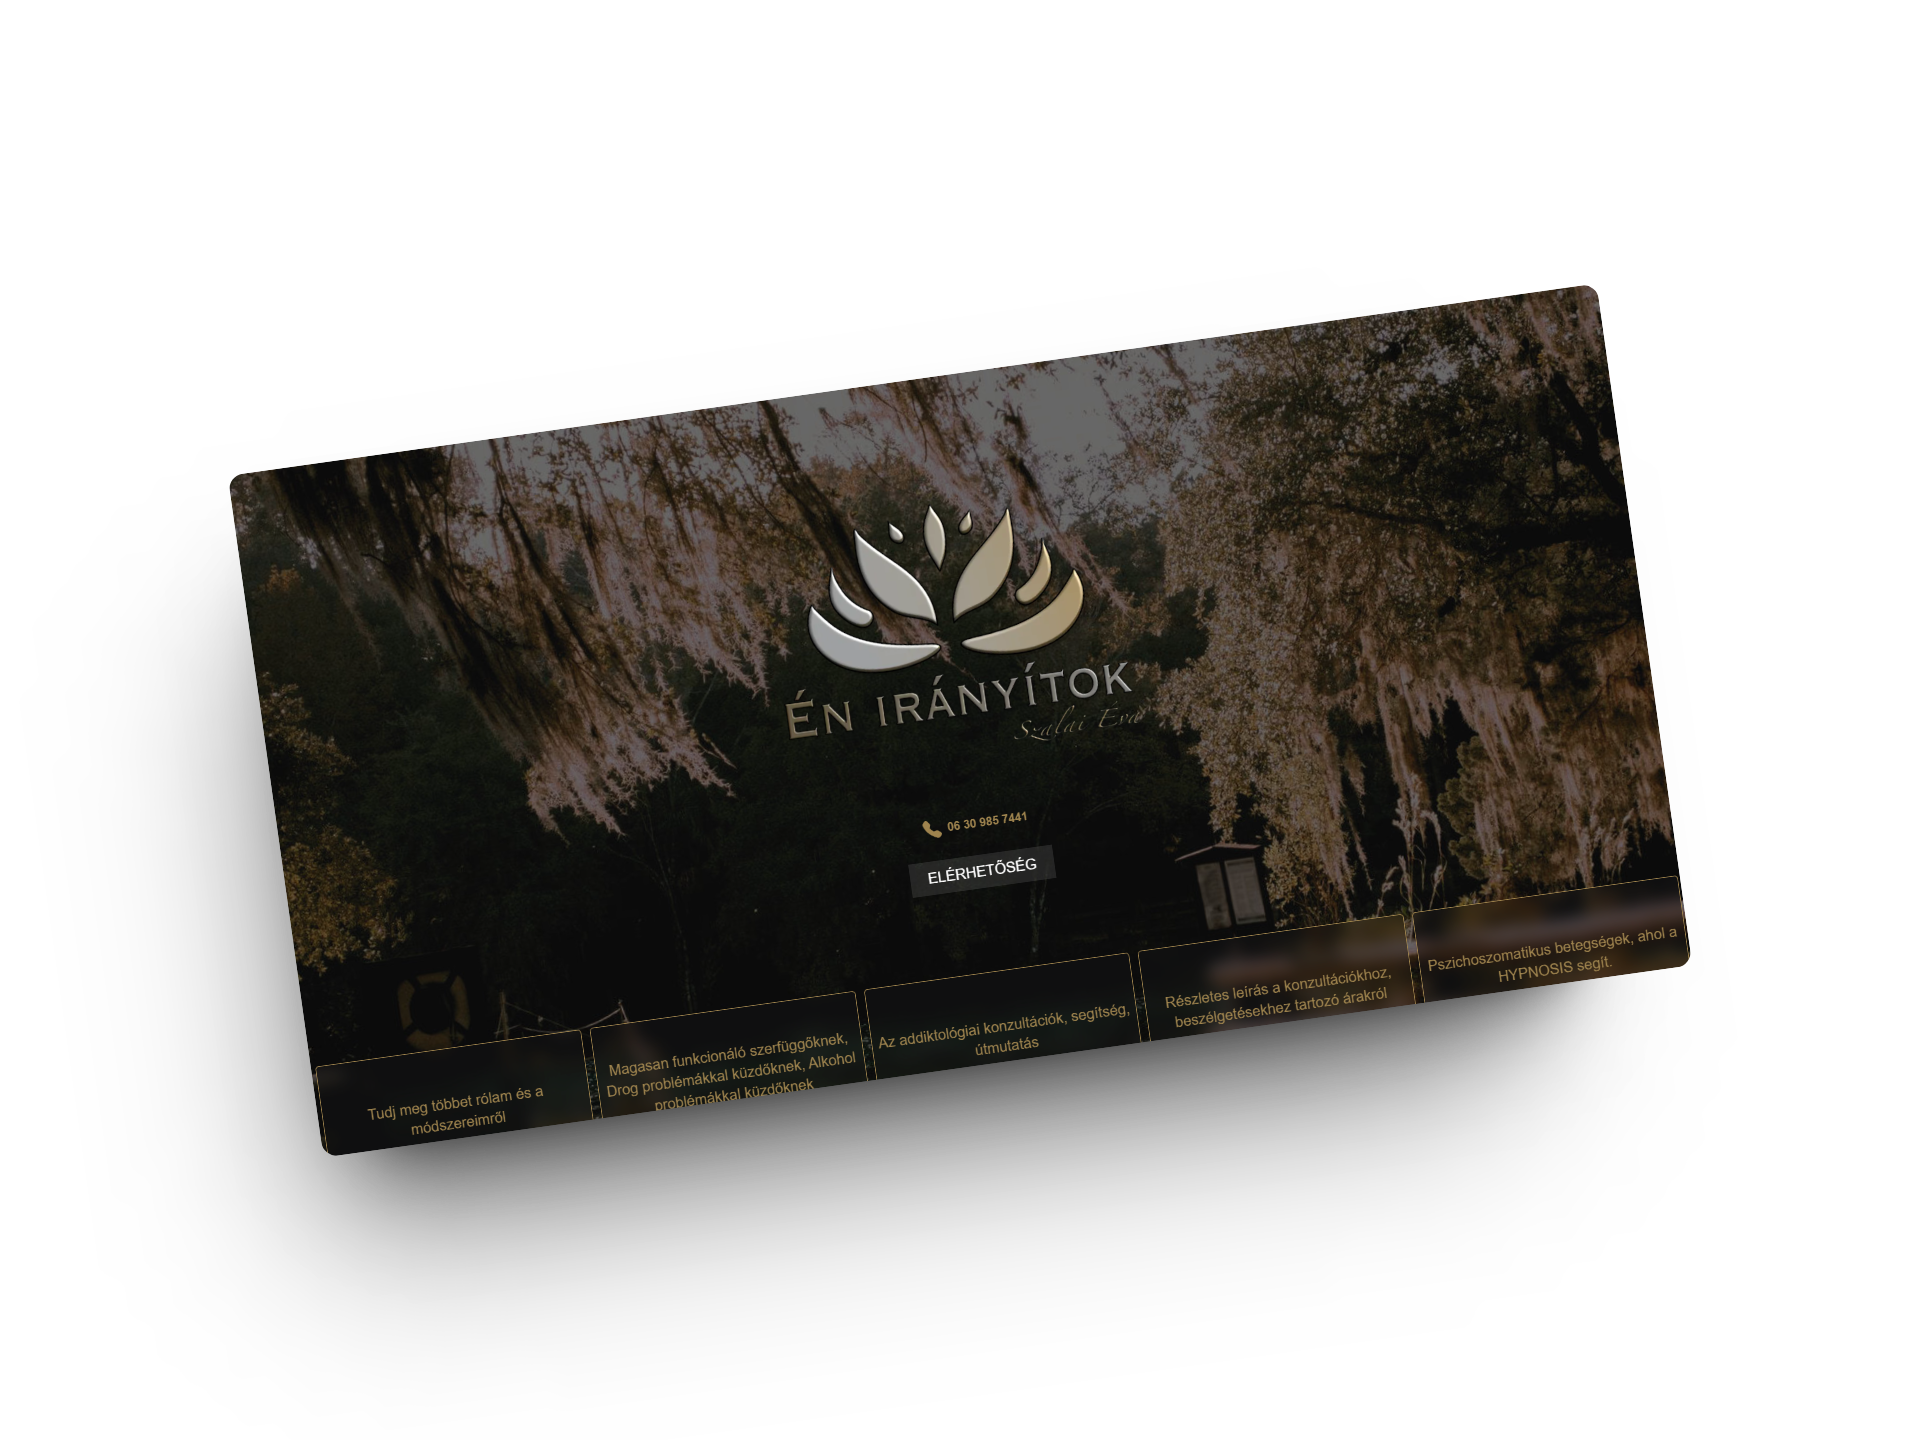 ÉN IRÁNYÍTOK
Szalai Éva
06 30 985 7441
ELÉRHETŐSÉG
Tudj meg többet rólam és a
módszereimről
Magasan funkcionáló szerfüggőknek,
Drog problémákkal küzdőknek, Alkohol
problémákkal küzdőknek
Az addiktológiai konzultációk, segítség,
útmutatás
Részletes leírás a konzultációkhoz,
beszélgetésekhez tartozó árakról
Pszichoszomatikus betegségek, ahol a
HYPNOSIS segít.